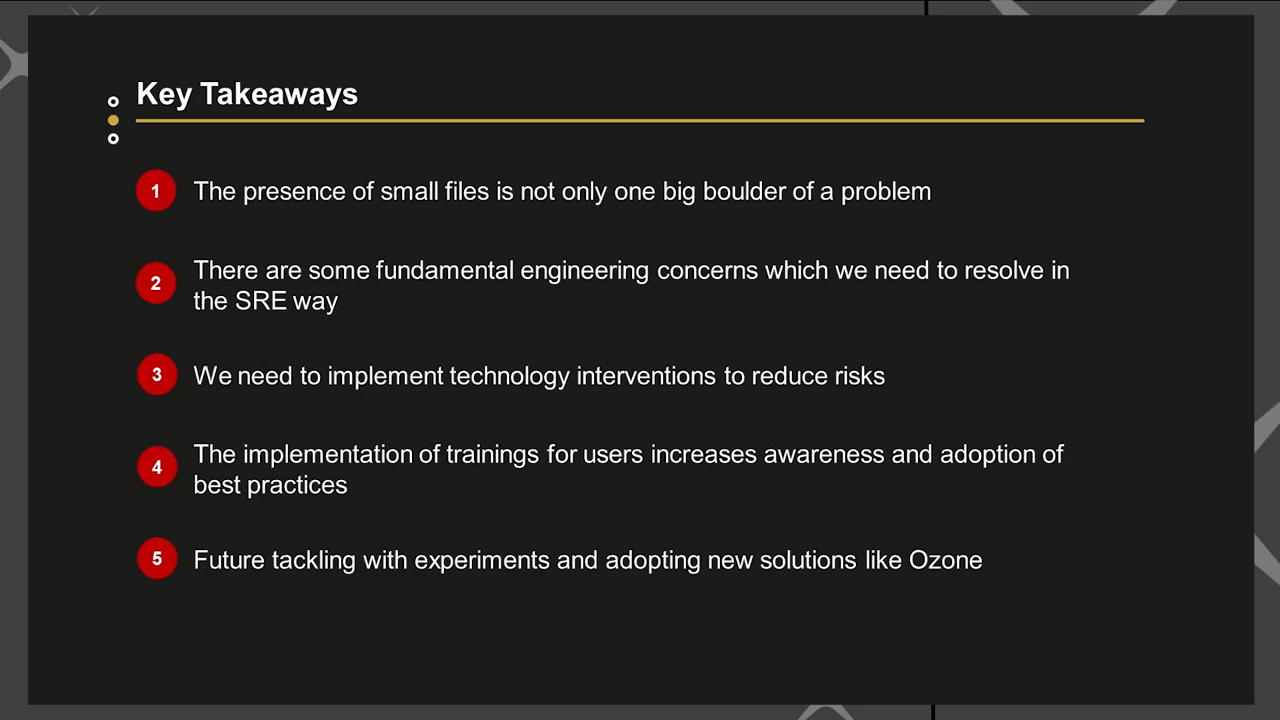 Key Takeaways
1 The presence of small files is not only one big boulder of a problem
2 There are some fundamental engineering concerns which we need to resolve in
the SRE way
3 We need to implement technology interventions to reduce risks
4 The implementation of trainings for users increases awareness and adoption of
best practices
5 Future tackling with experiments and adopting new solutions like Ozone